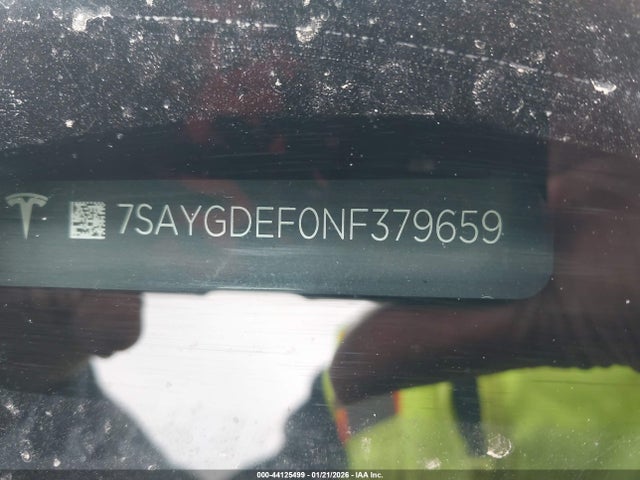 7SAYGDEF0NF379659
000-44125499 - 01/21/2026 - IAA Inc.